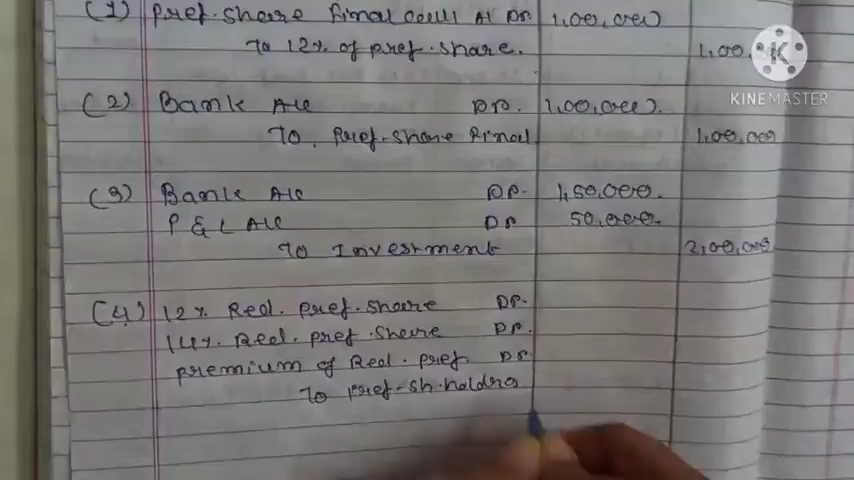 (1) Pref. share Final call A/c Dr. 1,00,000
To 12% of pref. share. 1,00,
K
KINEMASTER
(2) Bank A/c Dr. 1,00,000.
To. Pref. share Final 1,00,000
(3) Bank A/c Dr. 1,50,000.
P & L A/c Dr 50,000.
To Investment 2,00,000
(4) 12% Red. pref. share Dr.
14% Red. pref. share Dr.
premium of Red. pref. Dr
To pref-sh. holdrs